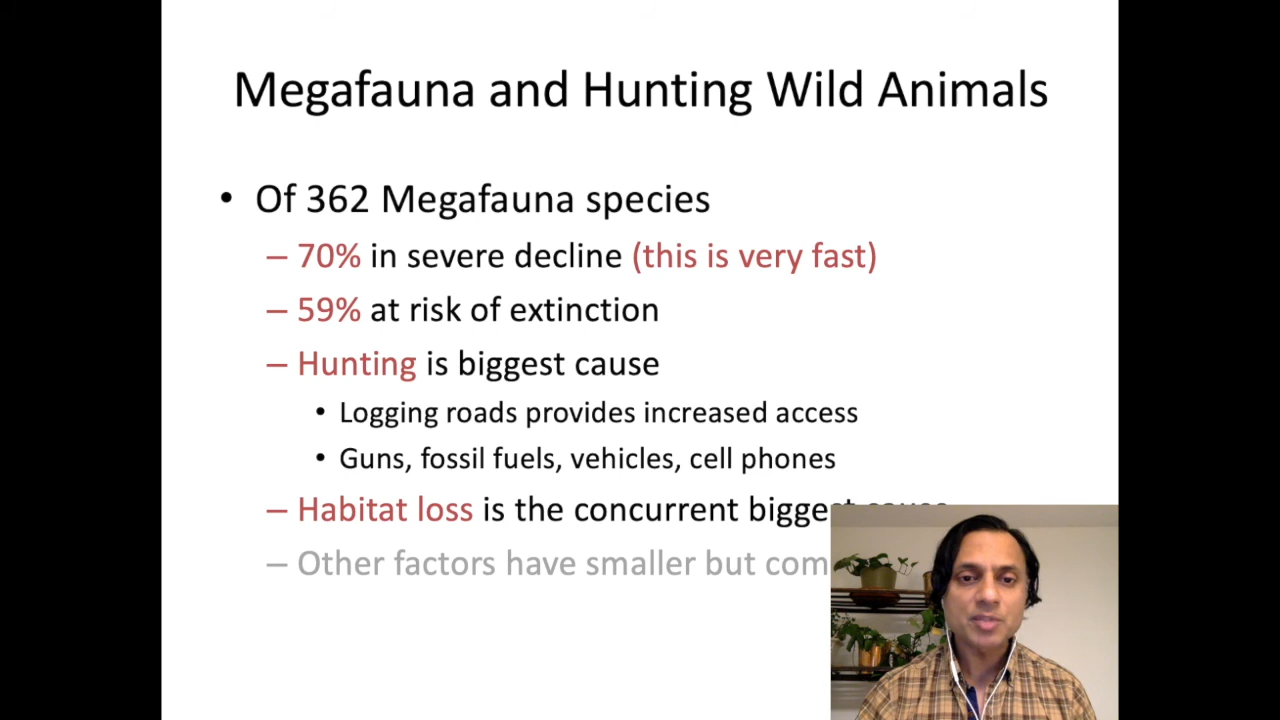 Megafauna and Hunting Wild Animals
• Of 362 Megafauna species
– 70% in severe decline (this is very fast)
– 59% at risk of extinction
– Hunting is biggest cause
• Logging roads provides increased access
• Guns, fossil fuels, vehicles, cell phones
– Habitat loss is the concurrent biggest cause
– Other factors have smaller but